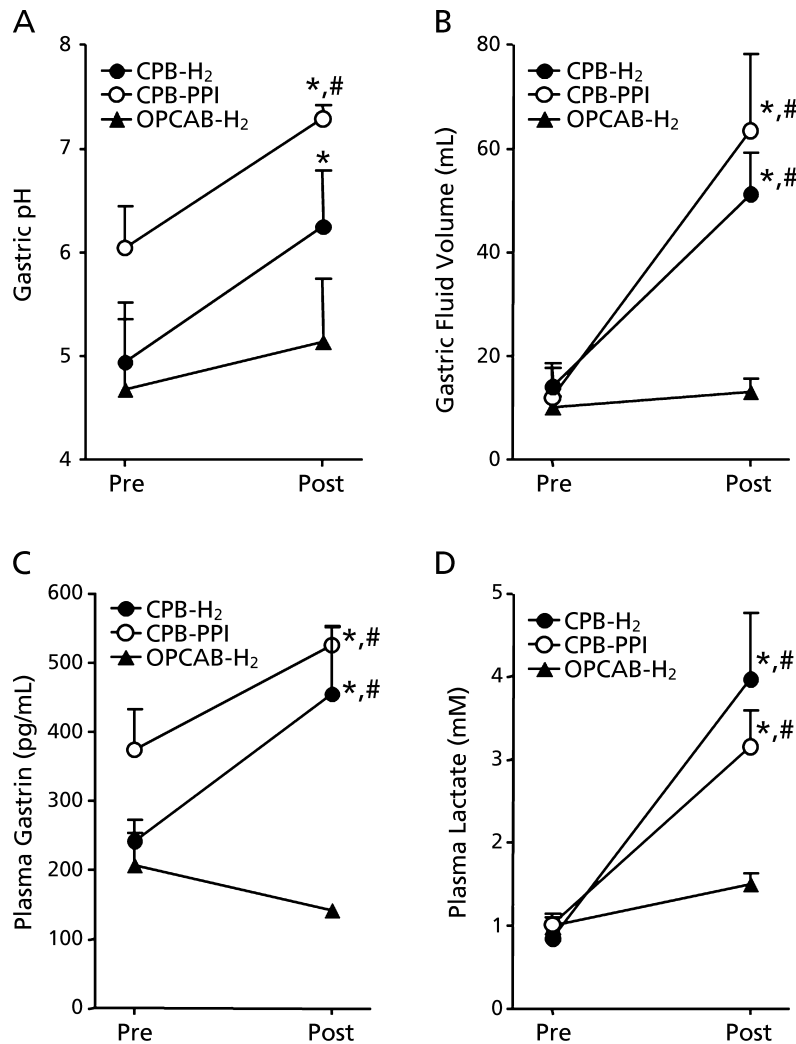 A
8
7
6
5
4
Gastric pH
CPB-H₂
CPB-PPI
OPCAB-H₂
*,#
*
Pre
Post
B
80
60
40
20
0
Gastric Fluid Volume (mL)
CPB-H₂
CPB-PPI
OPCAB-H₂
*,#
*,#
Pre
Post
C
600
500
400
300
200
100
0
Plasma Gastrin (pg/mL)
CPB-H₂
CPB-PPI
OPCAB-H₂
*,#
*,#
Pre
Post
D
5
4
3
2
1
0
Plasma Lactate (mM)
CPB-H₂
CPB-PPI
OPCAB-H₂
*,#
*,#
Pre
Post